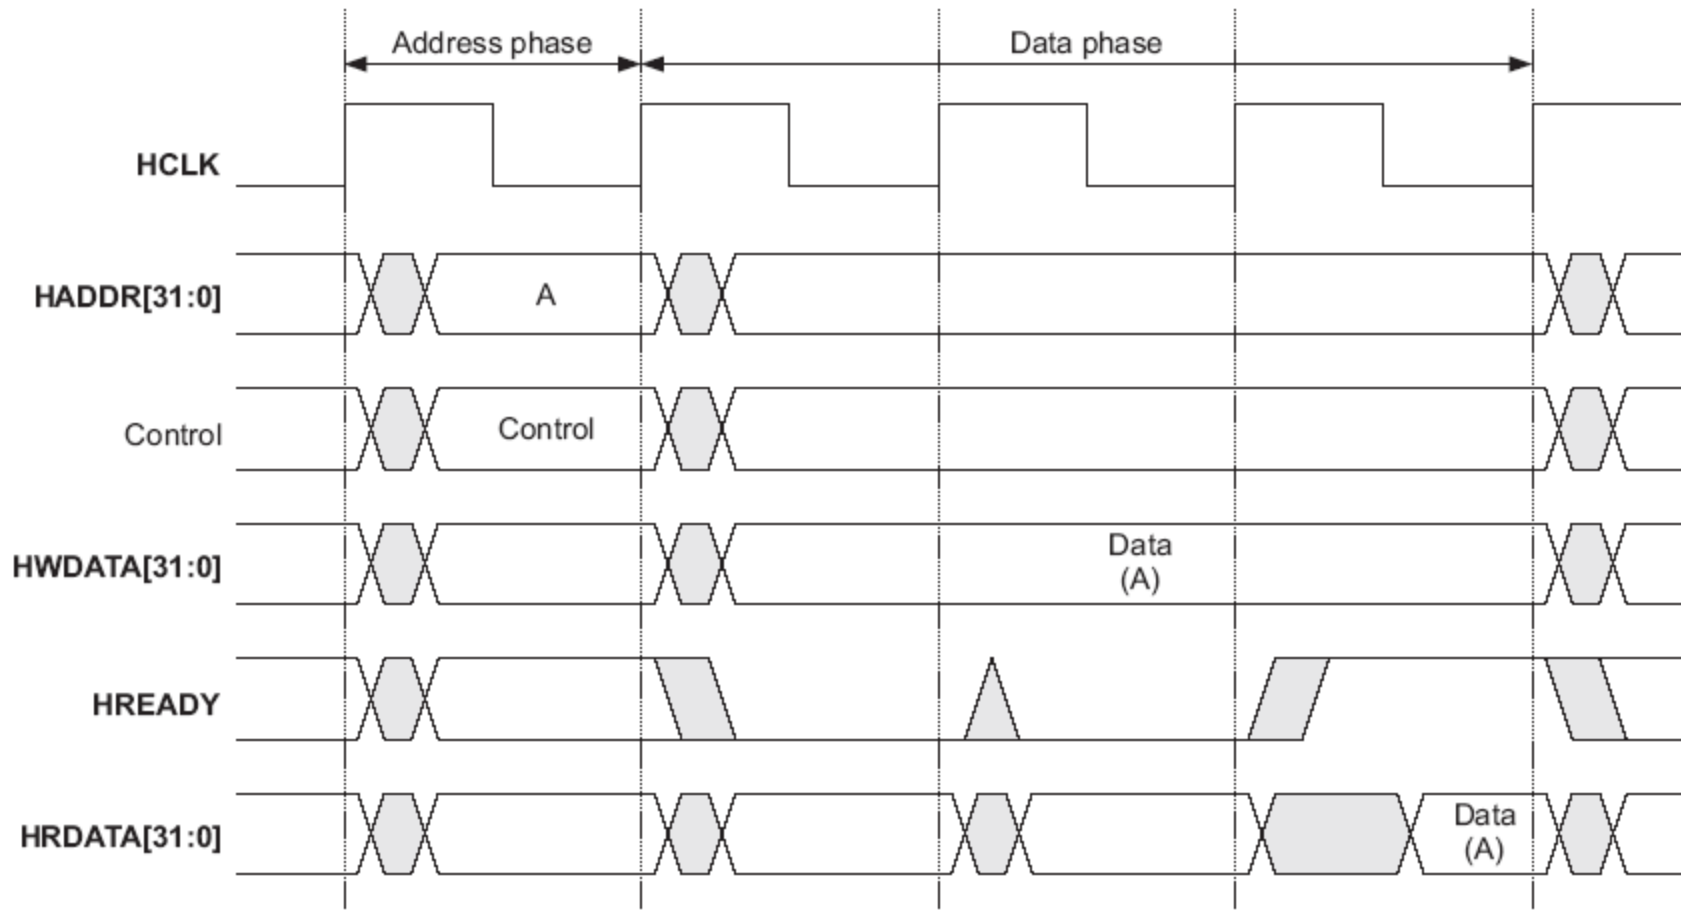 Address phase
Data phase
HCLK
HADDR[31:0]
A
Control
Control
HWDATA[31:0]
Data
(A)
HREADY
HRDATA[31:0]
Data
(A)